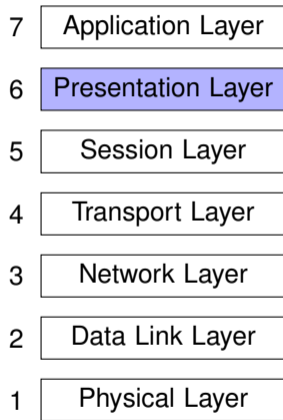 7 Application Layer
6 Presentation Layer
5 Session Layer
4 Transport Layer
3 Network Layer
2 Data Link Layer
1 Physical Layer